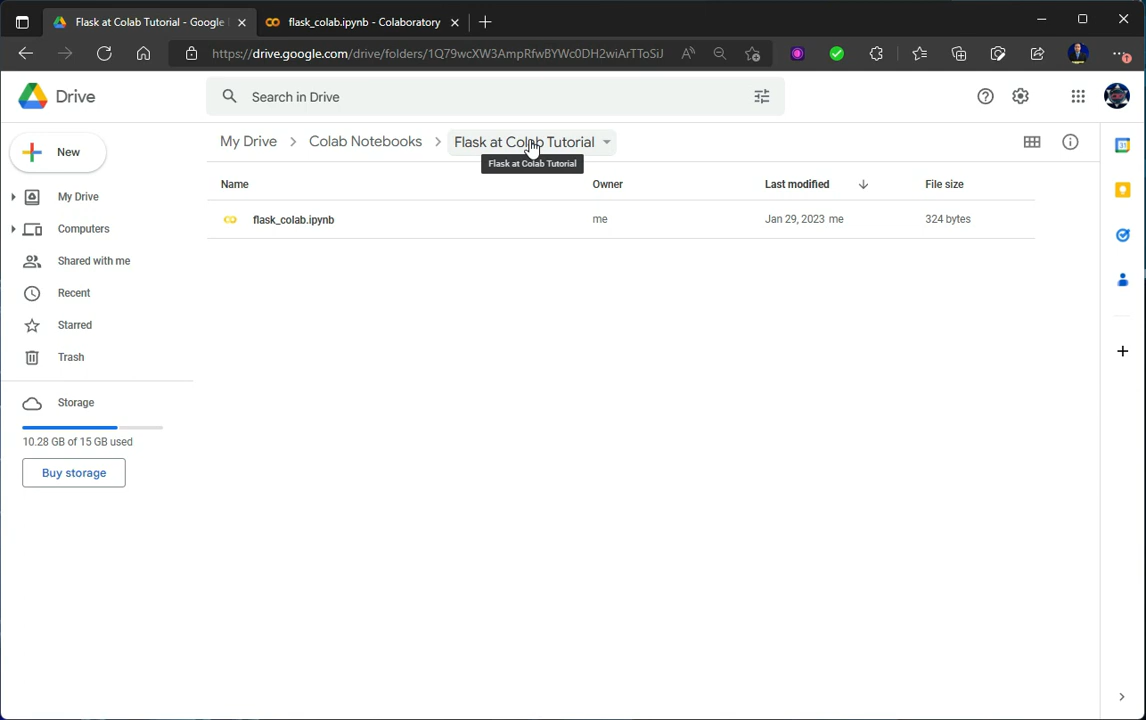 Flask at Colab Tutorial - Google
flask_colab.ipynb - Colaboratory
https://drive.google.com/drive/folders/1Q79wcXW3AmpRfwBYWc0DH2wiArTToSiJ
Drive
Search in Drive
New
My Drive
Colab Notebooks
Flask at Colab Tutorial
Flask at Colab Tutorial
Name
Owner
Last modified
File size
flask_colab.ipynb
me
Jan 29, 2023 me
324 bytes
My Drive
Computers
Shared with me
Recent
Starred
Trash
Storage
10.28 GB of 15 GB used
Buy storage
31